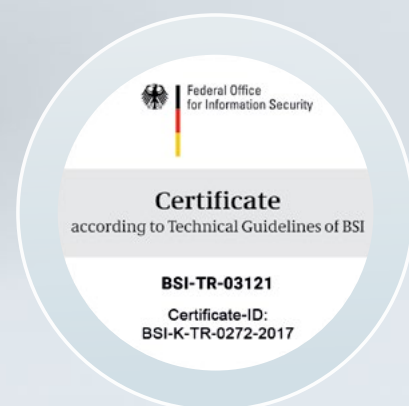 Federal Office
for Information Security
Certificate
according to Technical Guidelines of BSI
BSI-TR-03121
Certificate-ID:
BSI-K-TR-0272-2017